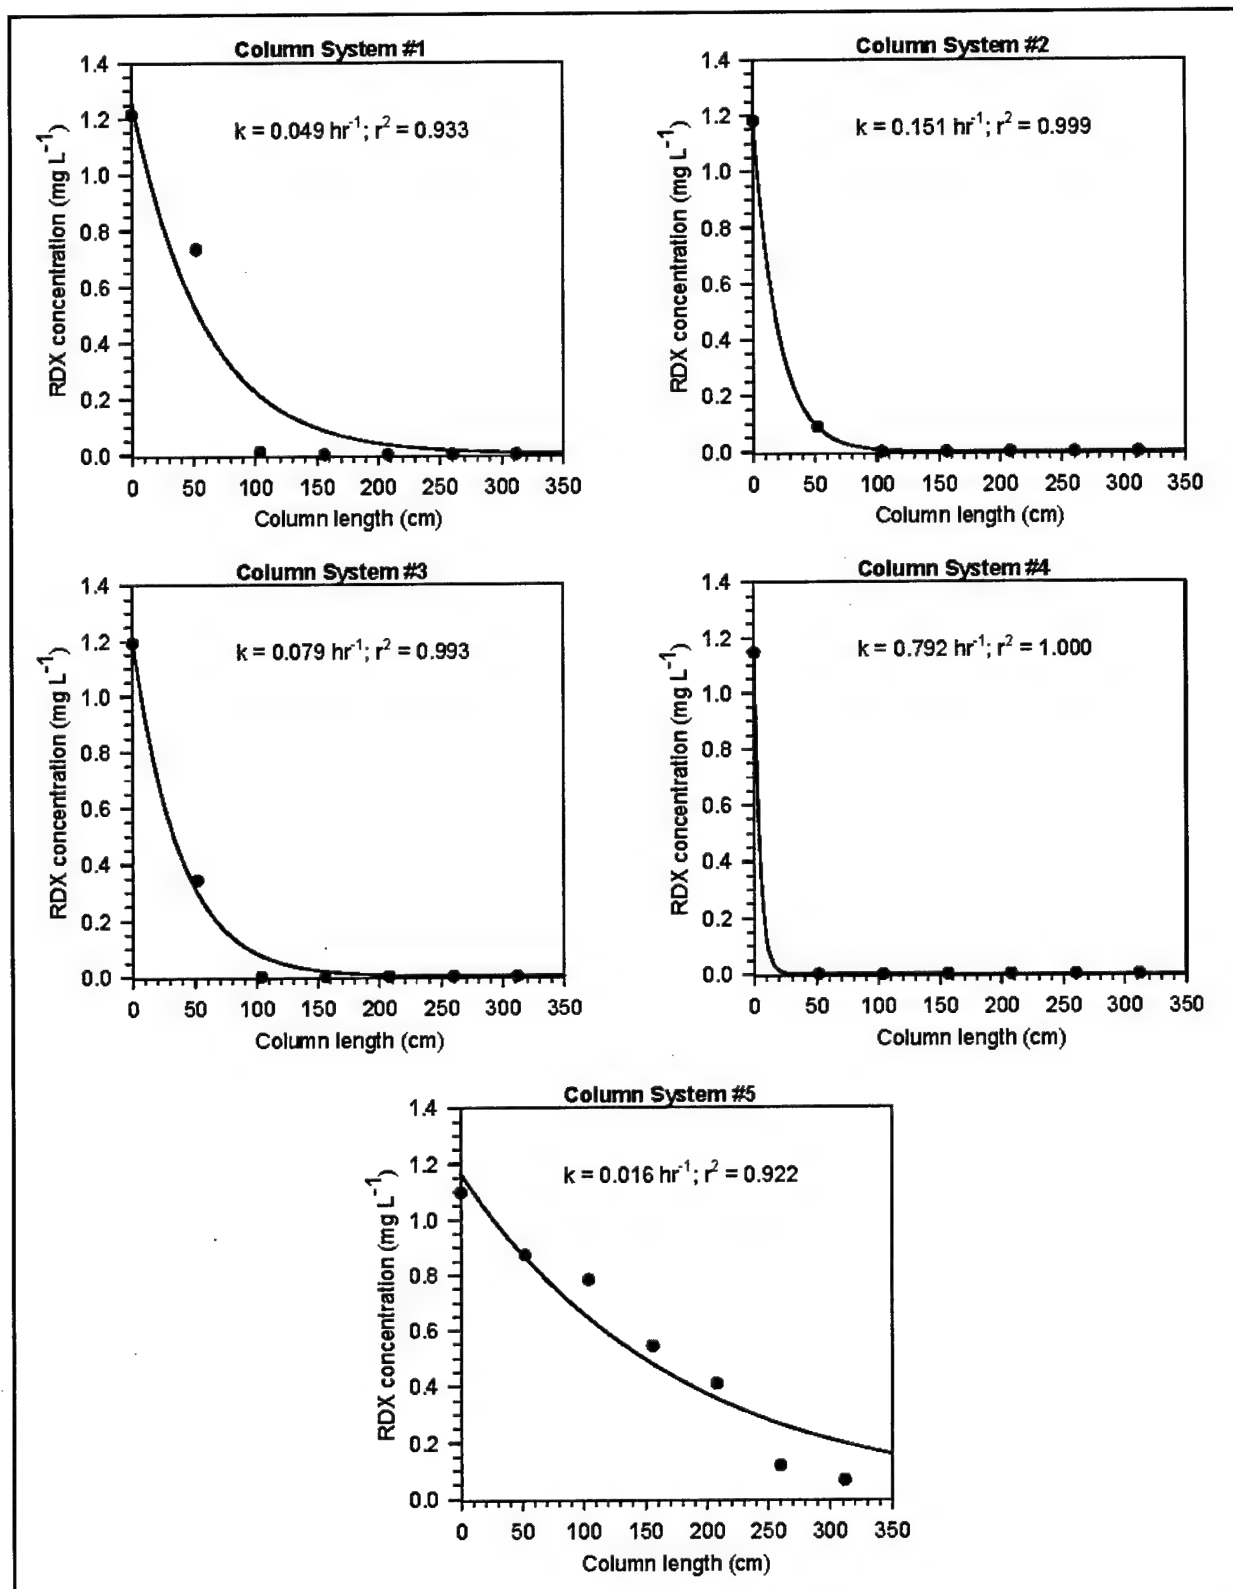 Column System #1
1.4
1.2
1.0
0.8
0.6
0.4
0.2
0.0
RDX concentration (mg L⁻¹)
k = 0.049 hr⁻¹; r² = 0.933
0 50 100 150 200 250 300 350
Column length (cm)
Column System #2
1.4
1.2
1.0
0.8
0.6
0.4
0.2
0.0
RDX concentration (mg L⁻¹)
k = 0.151 hr⁻¹; r² = 0.999
0 50 100 150 200 250 300 350
Column length (cm)
Column System #3
1.4
1.2
1.0
0.8
0.6
0.4
0.2
0.0
RDX concentration (mg L⁻¹)
k = 0.079 hr⁻¹; r² = 0.993
0 50 100 150 200 250 300 350
Column length (cm)
Column System #4
1.4
1.2
1.0
0.8
0.6
0.4
0.2
0.0
RDX concentration (mg L⁻¹)
k = 0.792 hr⁻¹; r² = 1.000
0 50 100 150 200 250 300 350
Column length (cm)
Column System #5
1.4
1.2
1.0
0.8
0.6
0.4
0.2
0.0
RDX concentration (mg L⁻¹)
k = 0.016 hr⁻¹; r² = 0.922
0 50 100 150 200 250 300 350
Column length (cm)